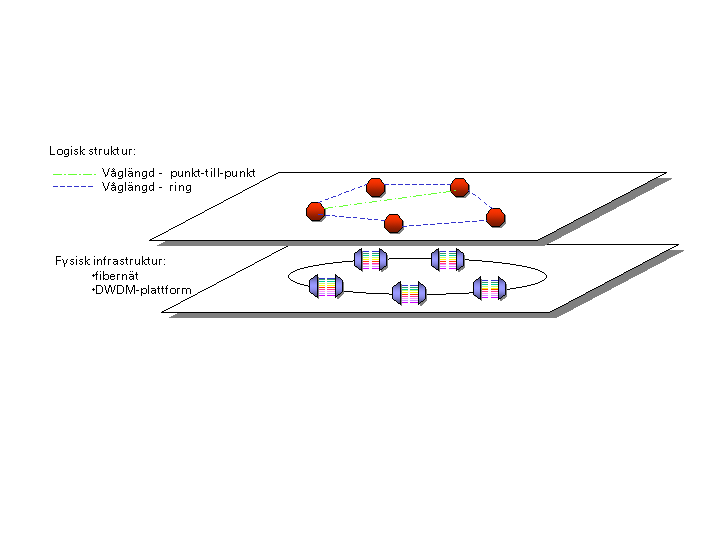 Logisk struktur:
Våglängd - punkt-till-punkt
Våglängd - ring
Fysisk infrastruktur:
•fibernät
•DWDM-plattform